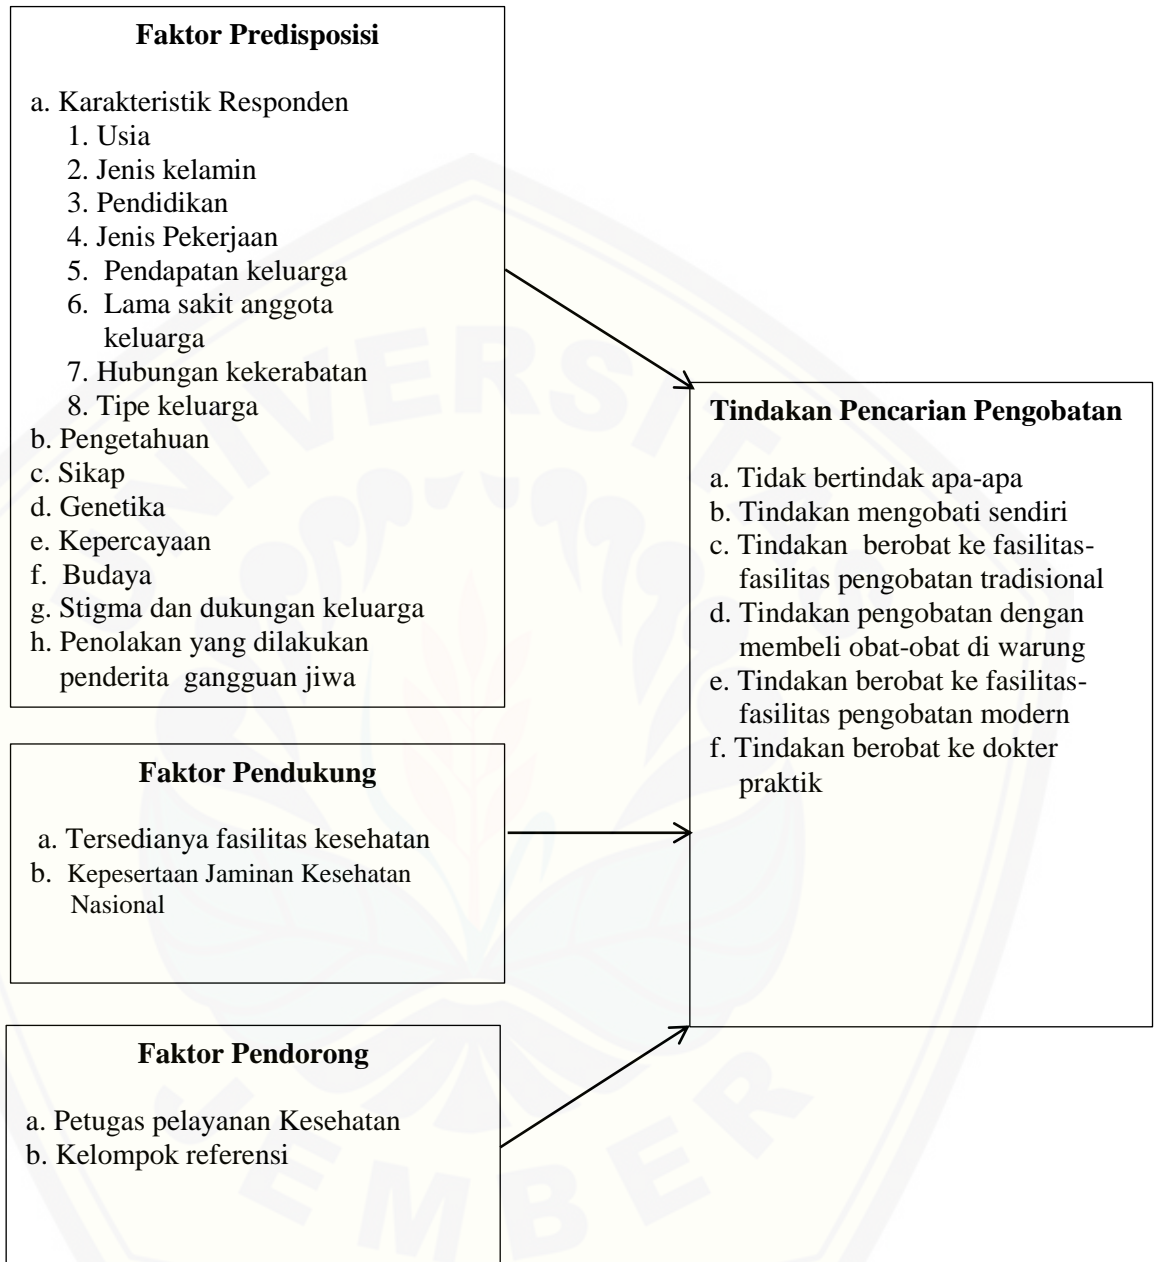 Faktor Predisposisi
a. Karakteristik Responden
1. Usia
2. Jenis kelamin
3. Pendidikan
4. Jenis Pekerjaan
5. Pendapatan keluarga
6. Lama sakit anggota
keluarga
7. Hubungan kekerabatan
8. Tipe keluarga
b. Pengetahuan
c. Sikap
d. Genetika
e. Kepercayaan
f. Budaya
g. Stigma dan dukungan keluarga
h. Penolakan yang dilakukan
penderita gangguan jiwa
Faktor Pendukung
a. Tersedianya fasilitas kesehatan
b. Kepesertaan Jaminan Kesehatan
Nasional
Faktor Pendorong
a. Petugas pelayanan Kesehatan
b. Kelompok referensi
Tindakan Pencarian Pengobatan
a. Tidak bertindak apa-apa
b. Tindakan mengobati sendiri
c. Tindakan berobat ke fasilitas-
fasilitas pengobatan tradisional
d. Tindakan pengobatan dengan
membeli obat-obat di warung
e. Tindakan berobat ke fasilitas-
fasilitas pengobatan modern
f. Tindakan berobat ke dokter
praktik
UNIVERSITAS
JEMBER